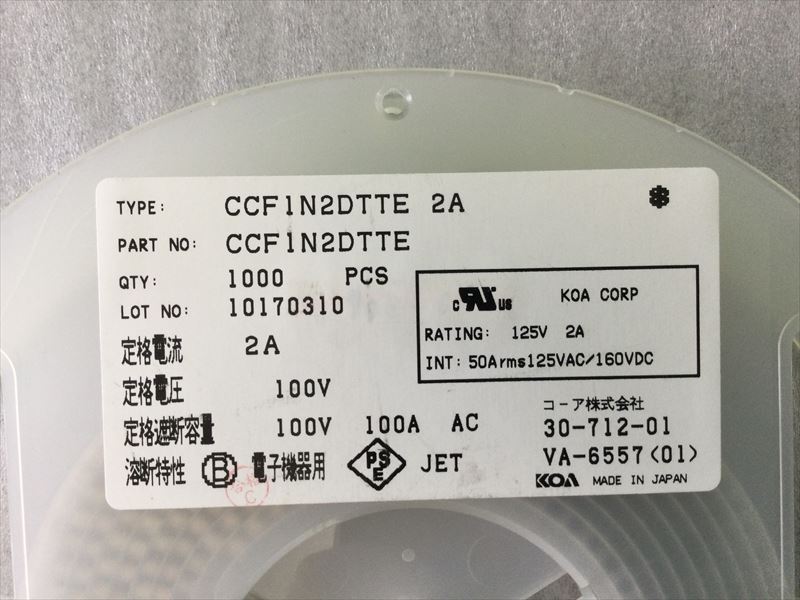 TYPE: CCF1N2DTTE 2A *
PART NO: CCF1N2DTTE
QTY: 1000 PCS
LOT NO: 10170310
c RU US KOA CORP
RATING: 125V 2A
INT: 50Arms125VAC/160VDC
定格電流 2A
定格電圧 100V
定格遮断容量 100V 100A AC
溶断特性 B 電子機器用 PSE JET
コーア株式会社
30-712-01
VA-6557(01)
KOA MADE IN JAPAN